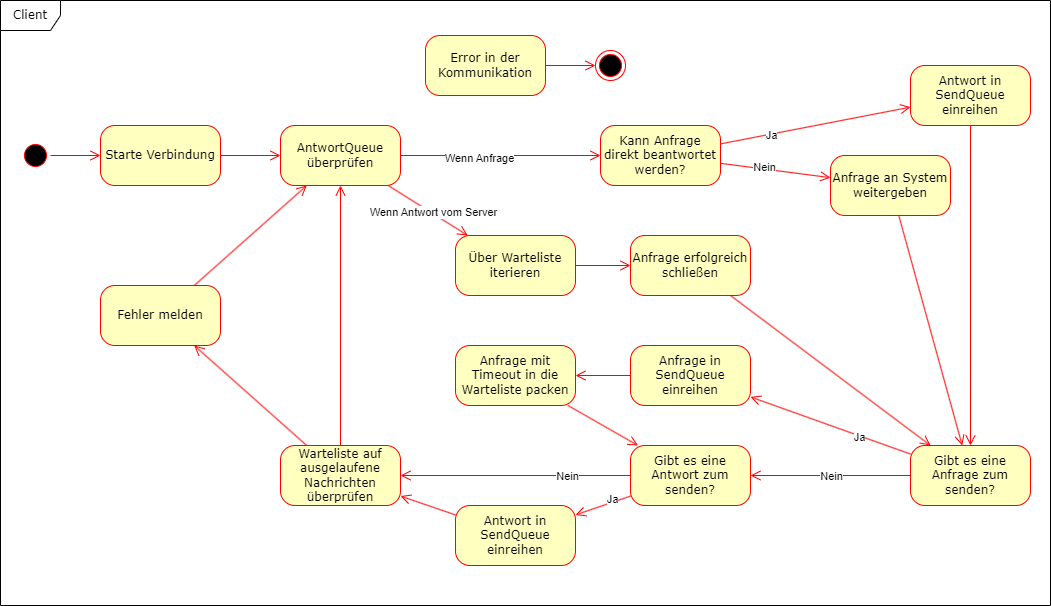 Client
Error in der
Kommunikation
Starte Verbindung
AntwortQueue
überprüfen
Wenn Anfrage
Kann Anfrage
direkt beantwortet
werden?
Ja
Antwort in
SendQueue
einreihen
Nein
Anfrage an System
weitergeben
Wenn Antwort vom Server
Über Warteliste
iterieren
Anfrage erfolgreich
schließen
Fehler melden
Anfrage mit
Timeout in die
Warteliste packen
Anfrage in
SendQueue
einreihen
Ja
Warteliste auf
ausgelaufene
Nachrichten
überprüfen
Nein
Gibt es eine
Antwort zum
senden?
Nein
Gibt es eine
Anfrage zum
senden?
Ja
Antwort in
SendQueue
einreihen